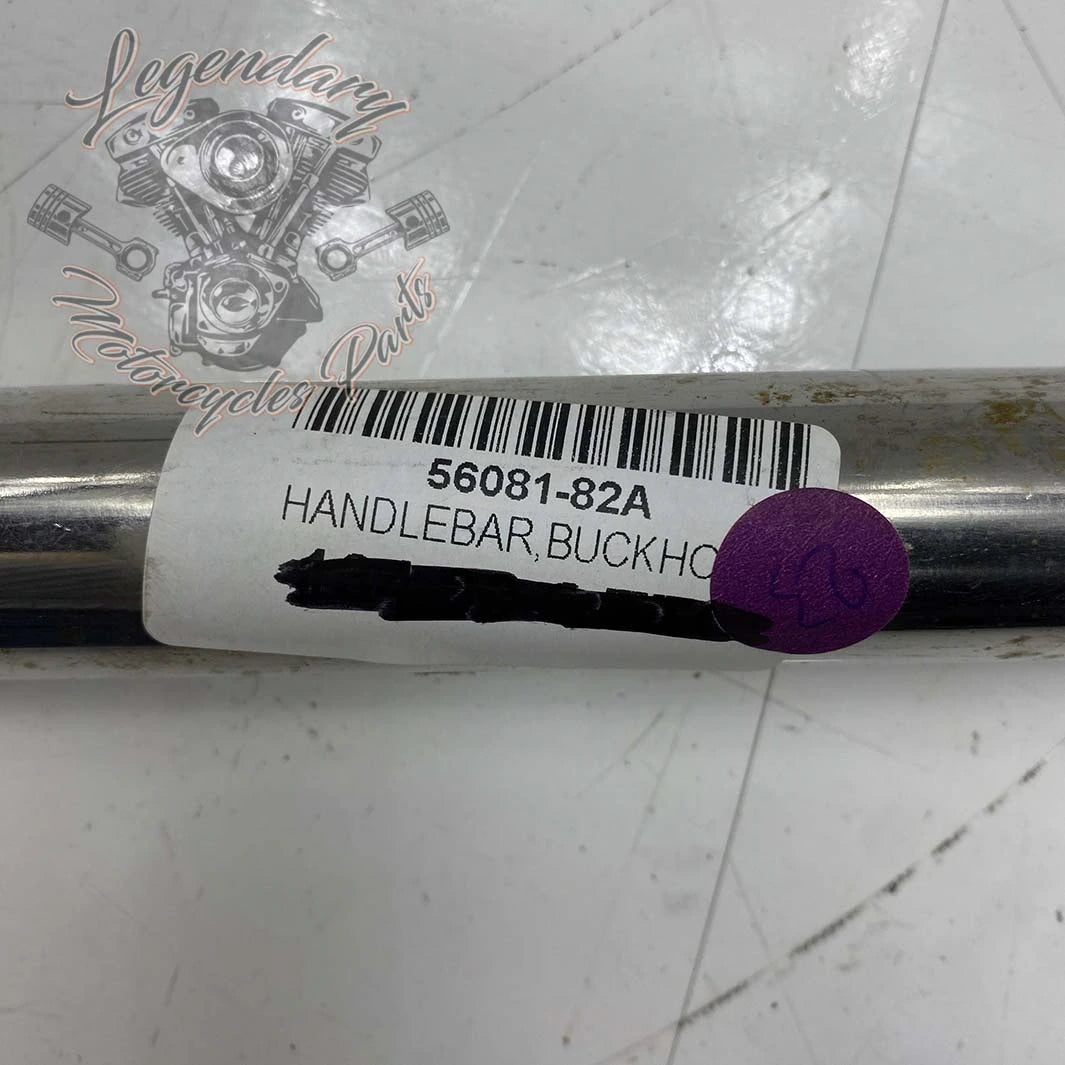 Legendary
Motorcycles Parts
56081-82A
HANDLEBAR,BUCKHO